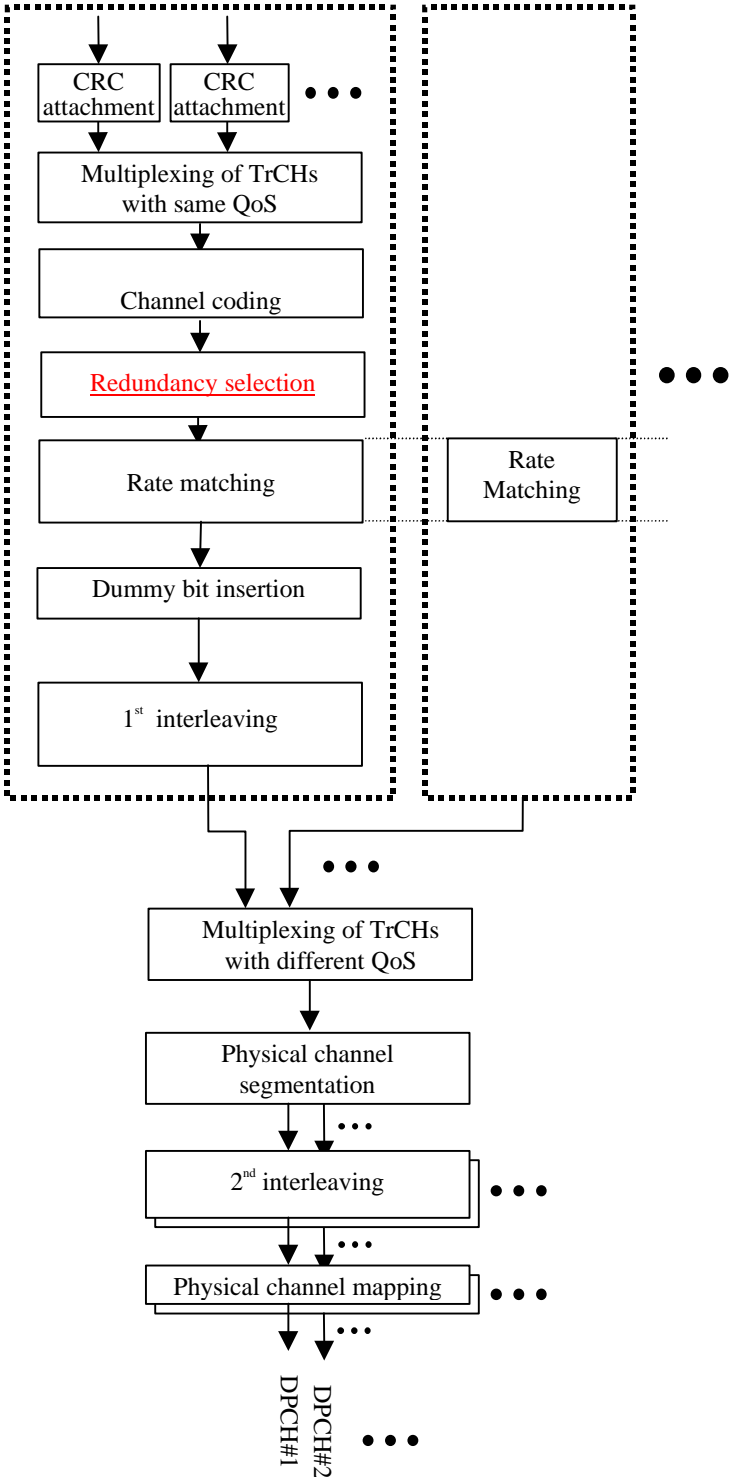 CRC
attachment
CRC
attachment
Multiplexing of TrCHs
with same QoS
Channel coding
Redundancy selection
Rate matching
Rate
Matching
Dummy bit insertion
1st interleaving
Multiplexing of TrCHs
with different QoS
Physical channel
segmentation
2nd interleaving
Physical channel mapping
DPCH#1
DPCH#2